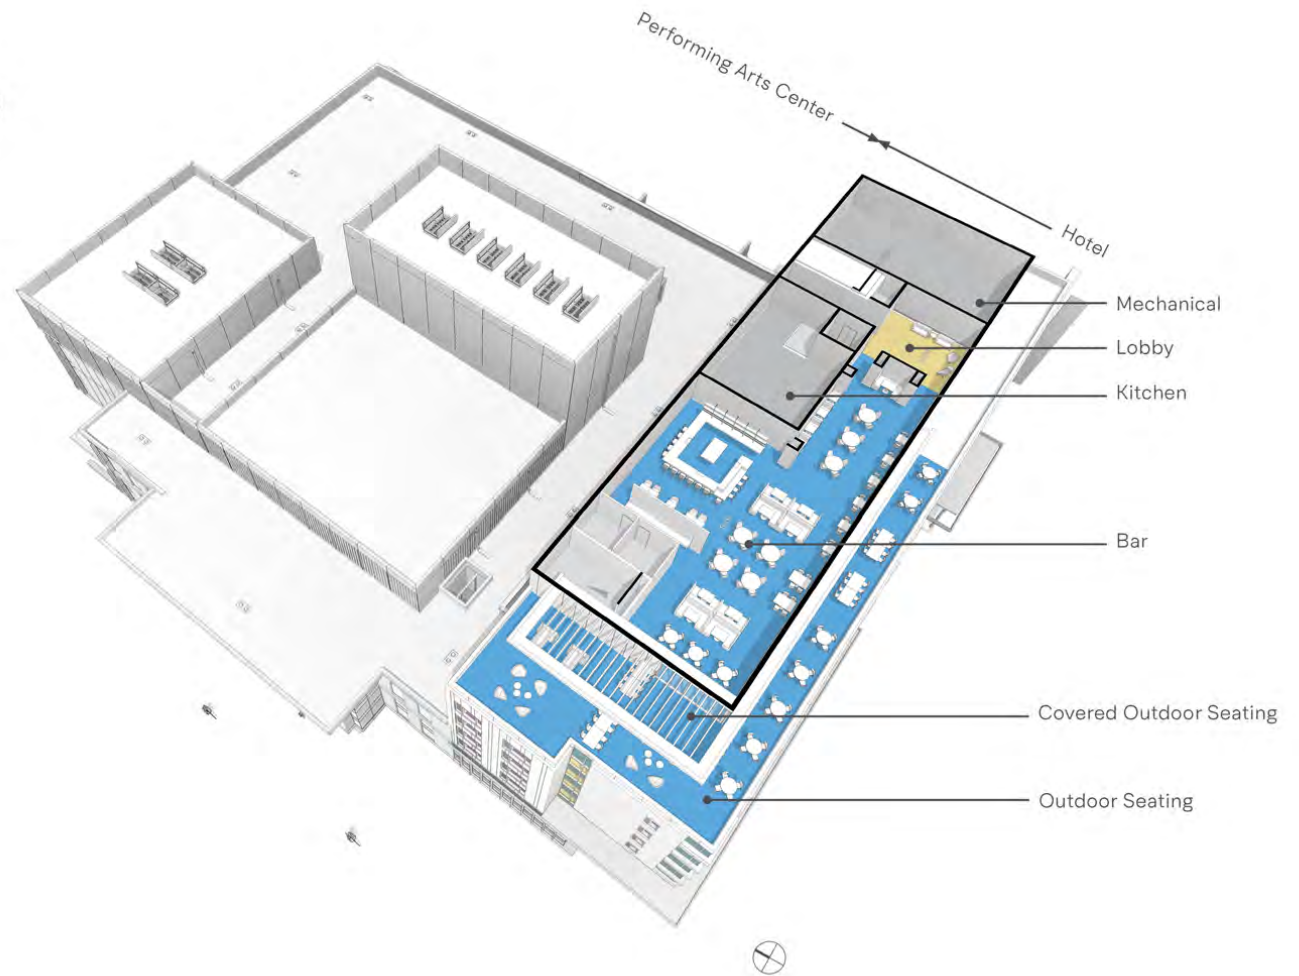 Performing Arts Center
Hotel
Mechanical
Lobby
Kitchen
Bar
Covered Outdoor Seating
Outdoor Seating